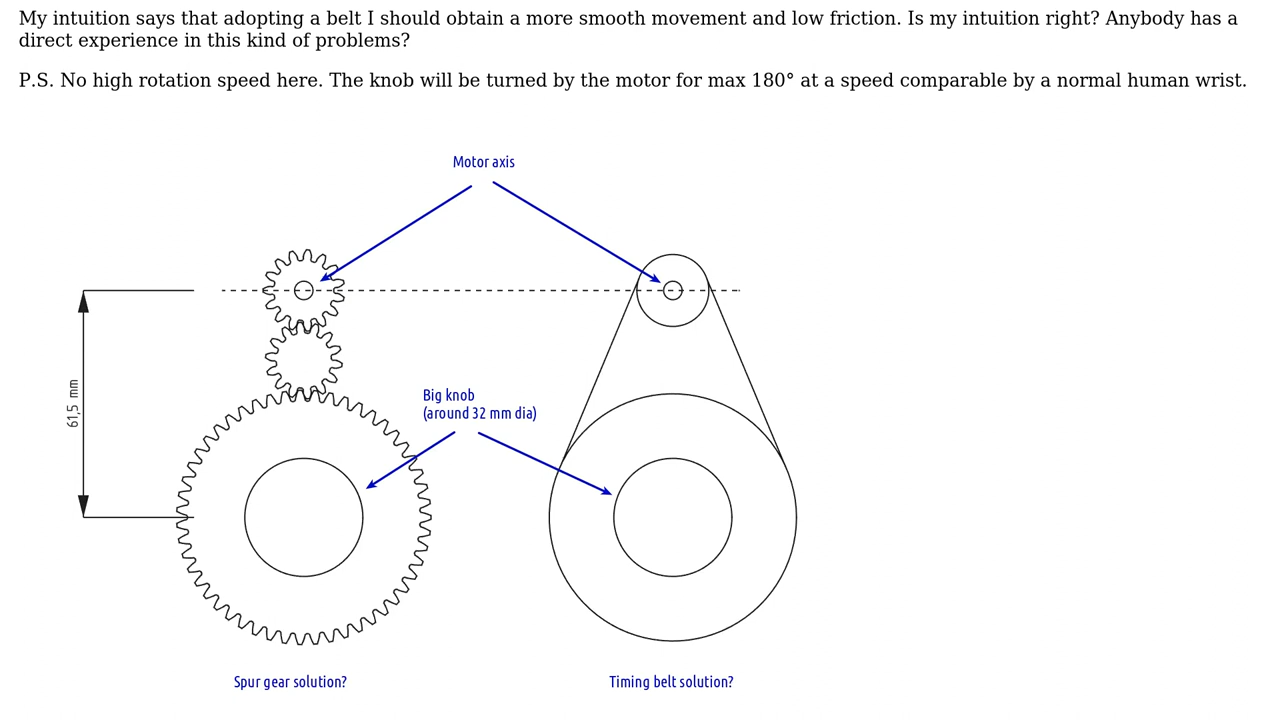 My intuition says that adopting a belt I should obtain a more smooth movement and low friction. Is my intuition right? Anybody has a
direct experience in this kind of problems?
P.S. No high rotation speed here. The knob will be turned by the motor for max 180° at a speed comparable by a normal human wrist.
Motor axis
61,5 mm
Big knob
(around 32 mm dia)
Spur gear solution?
Timing belt solution?